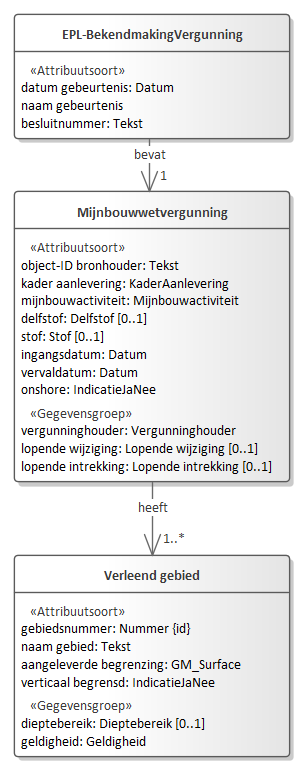 EPL-BekendmakingVergunning
«Attribuutsoort»
datum gebeurtenis: Datum
naam gebeurtenis
besluitnummer: Tekst
bevat
1
Mijnbouwwetvergunning
«Attribuutsoort»
object-ID bronhouder: Tekst
kader aanlevering: KaderAanlevering
mijnbouwactiviteit: Mijnbouwactiviteit
delfstof: Delfstof [0..1]
stof: Stof [0..1]
ingangsdatum: Datum
vervaldatum: Datum
onshore: IndicatieJaNee
«Gegevensgroep»
vergunninghouder: Vergunninghouder
lopende wijziging: Lopende wijziging [0..1]
lopende intrekking: Lopende intrekking [0..1]
heeft
1..*
Verleend gebied
«Attribuutsoort»
gebiedsnummer: Nummer {id}
naam gebied: Tekst
aangeleverde begrenzing: GM_Surface
verticaal begrensd: IndicatieJaNee
«Gegevensgroep»
dieptebereik: Dieptebereik [0..1]
geldigheid: Geldigheid